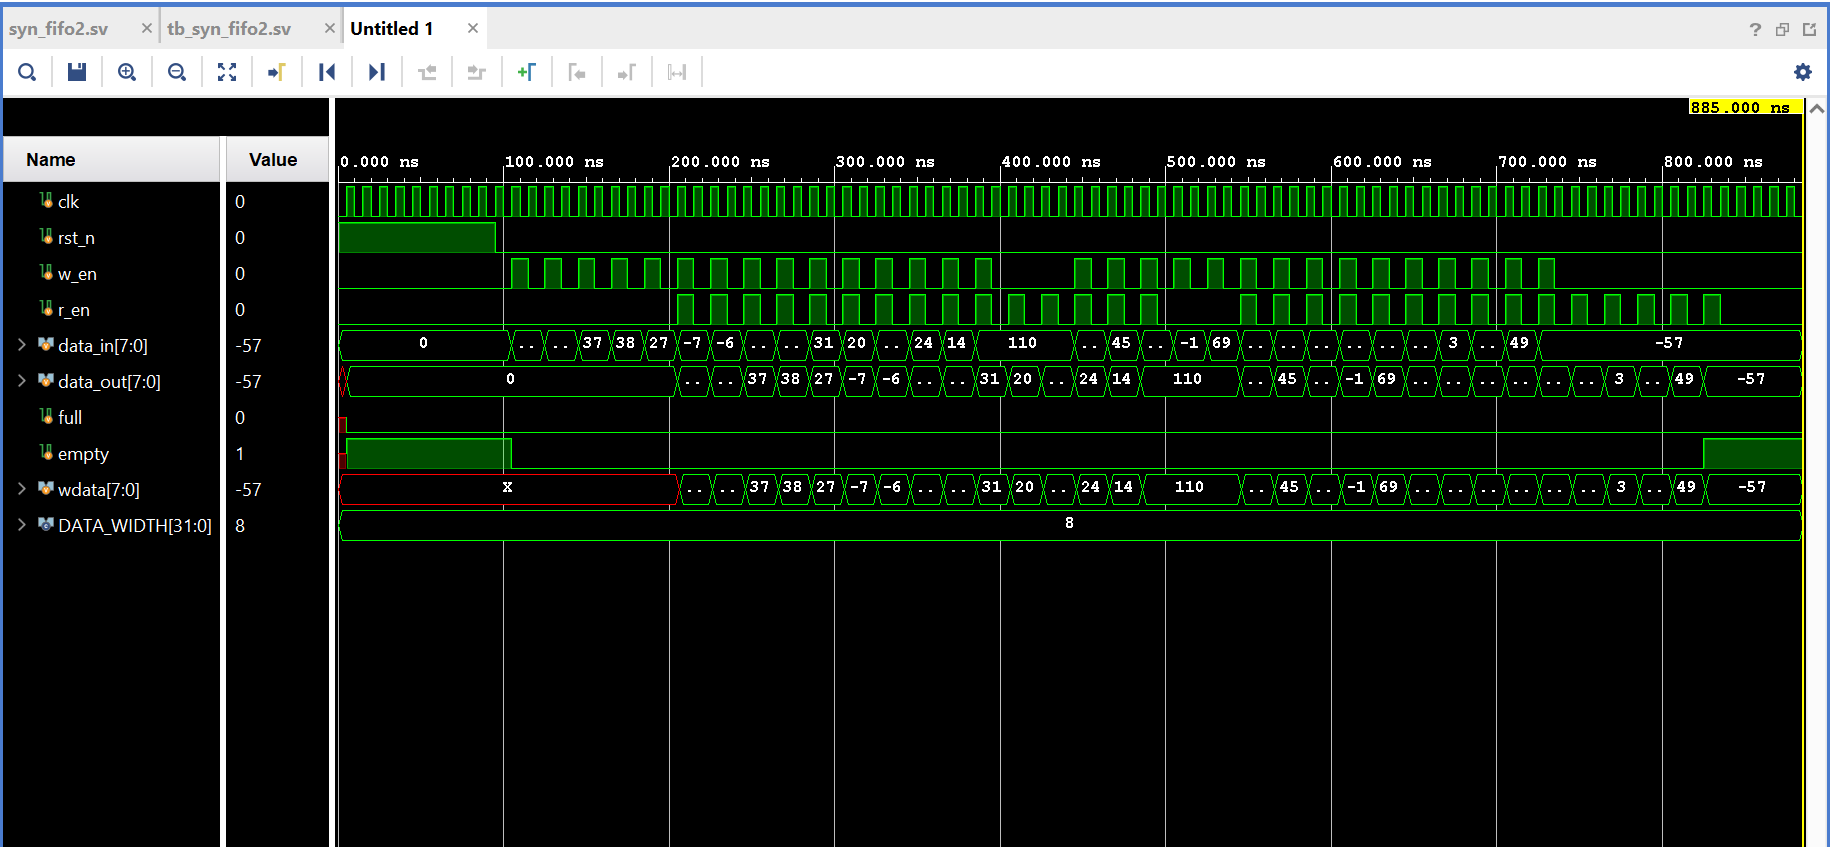 syn_fifo2.sv × tb_syn_fifo2.sv × Untitled 1 × ?
885.000 ns
Name Value
0.000 ns 100.000 ns 200.000 ns 300.000 ns 400.000 ns 500.000 ns 600.000 ns 700.000 ns 800.000 ns
clk 0
rst_n 0
w_en 0
r_en 0
data_in[7:0] -57 0 .. .. 37 38 27 -7 -6 .. .. 31 20 .. 24 14 110 .. 45 .. -1 69 .. .. .. .. .. .. 3 .. 49 -57
data_out[7:0] -57 0 .. .. 37 38 27 -7 -6 .. .. 31 20 .. 24 14 110 .. 45 .. -1 69 .. .. .. .. .. .. 3 .. 49 -57
full 0
empty 1
wdata[7:0] -57 X .. .. 37 38 27 -7 -6 .. .. 31 20 .. 24 14 110 .. 45 .. -1 69 .. .. .. .. .. .. 3 .. 49 -57
DATA_WIDTH[31:0] 8 8